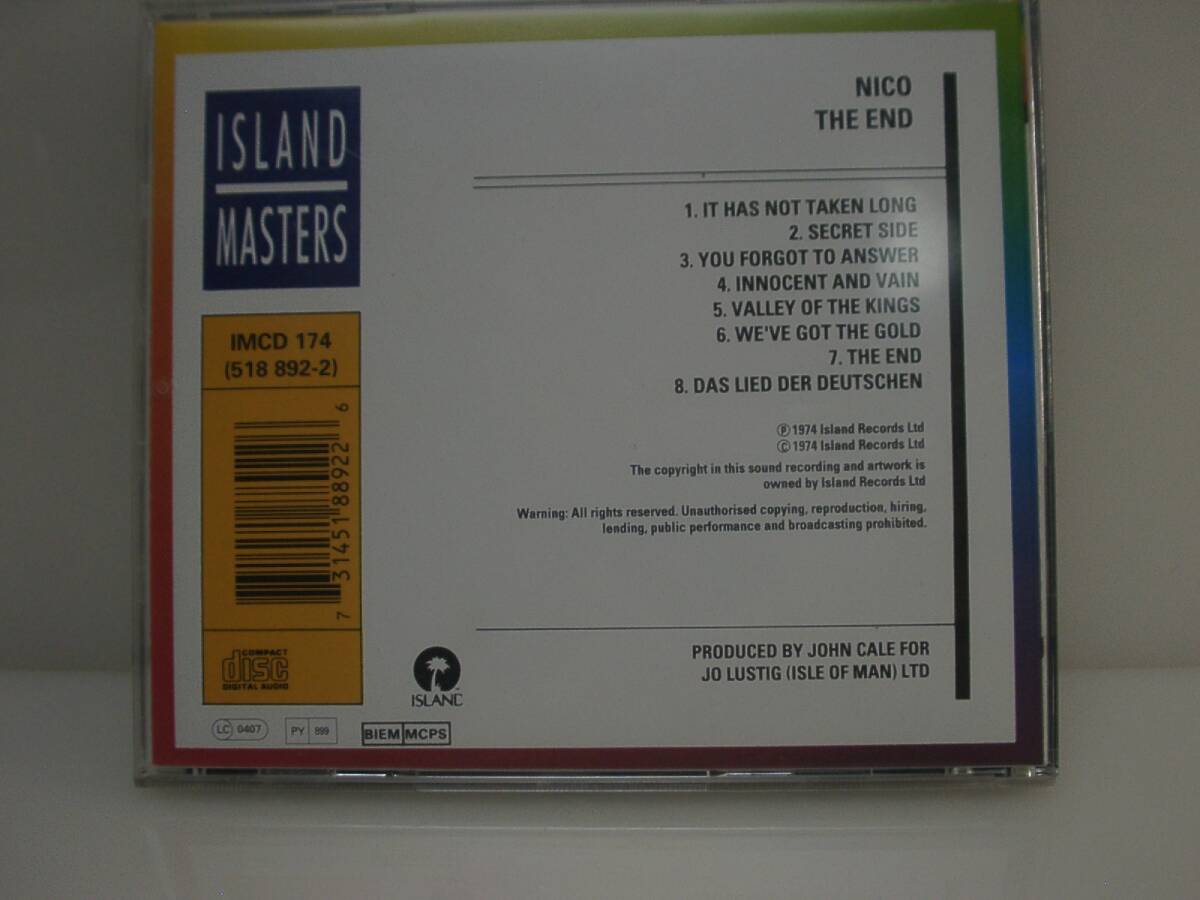 ISLAND
MASTERS
IMCD 174
(518 892-2)
7 31451 88922 6
COMPACT
disc
DIGITAL AUDIO
LC 0407
PY 899
BIEM MCPS
ISLAND
NICO
THE END
1. IT HAS NOT TAKEN LONG
2. SECRET SIDE
3. YOU FORGOT TO ANSWER
4. INNOCENT AND VAIN
5. VALLEY OF THE KINGS
6. WE'VE GOT THE GOLD
7. THE END
8. DAS LIED DER DEUTSCHEN
℗ 1974 Island Records Ltd
© 1974 Island Records Ltd
The copyright in this sound recording and artwork is
owned by Island Records Ltd
Warning: All rights reserved. Unauthorised copying, reproduction, hiring,
lending, public performance and broadcasting prohibited.
PRODUCED BY JOHN CALE FOR
JO LUSTIG (ISLE OF MAN) LTD